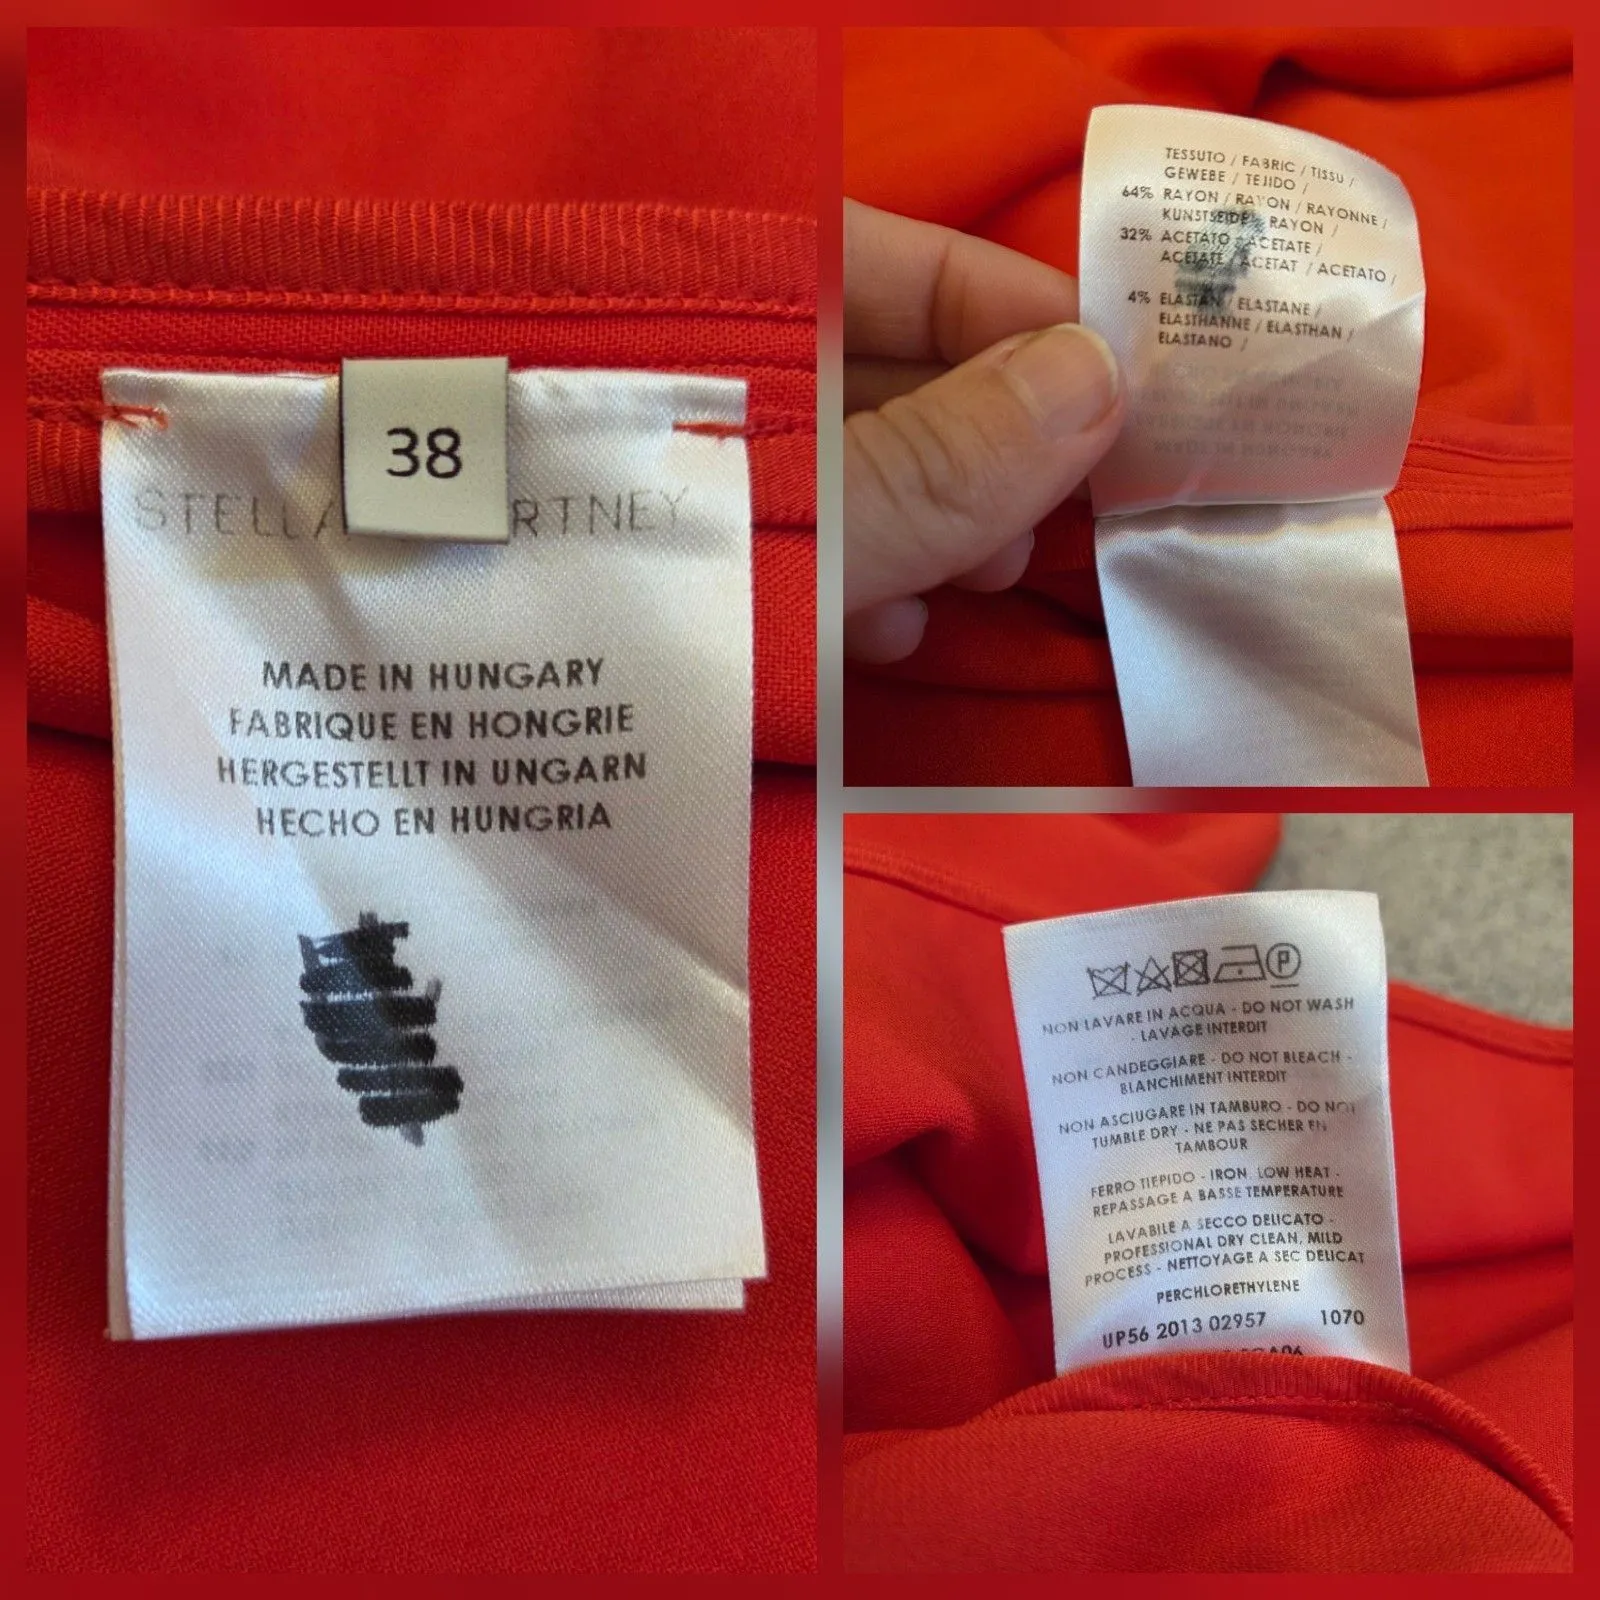 38
STELLA RTNEY
MADE IN HUNGARY
FABRIQUE EN HONGRIE
HERGESTELLT IN UNGARN
HECHO EN HUNGRIA
TESSUTO / FABRIC / TISSU /
GEWEBE / TEJIDO /
64% RAYON / RAYON / RAYONNE /
KUNSTSEIDE / RAYON /
32% ACETATO / ACETATE /
ACETATE / ACETAT / ACETATO /
4% ELASTAN / ELASTANE /
ELASTHANNE / ELASTHAN /
ELASTANO /
P
NON LAVARE IN ACQUA - DO NOT WASH
- LAVAGE INTERDIT
NON CANDEGGIARE - DO NOT BLEACH -
BLANCHIMENT INTERDIT
NON ASCIUGARE IN TAMBURO - DO NOT
TUMBLE DRY - NE PAS SECHER EN
TAMBOUR
FERRO TIEPIDO - IRON LOW HEAT -
REPASSAGE A BASSE TEMPERATURE
LAVABILE A SECCO DELICATO -
PROFESSIONAL DRY CLEAN, MILD
PROCESS - NETTOYAGE A SEC DELICAT
PERCHLORETHYLENE
UP56 2013 02957 1070